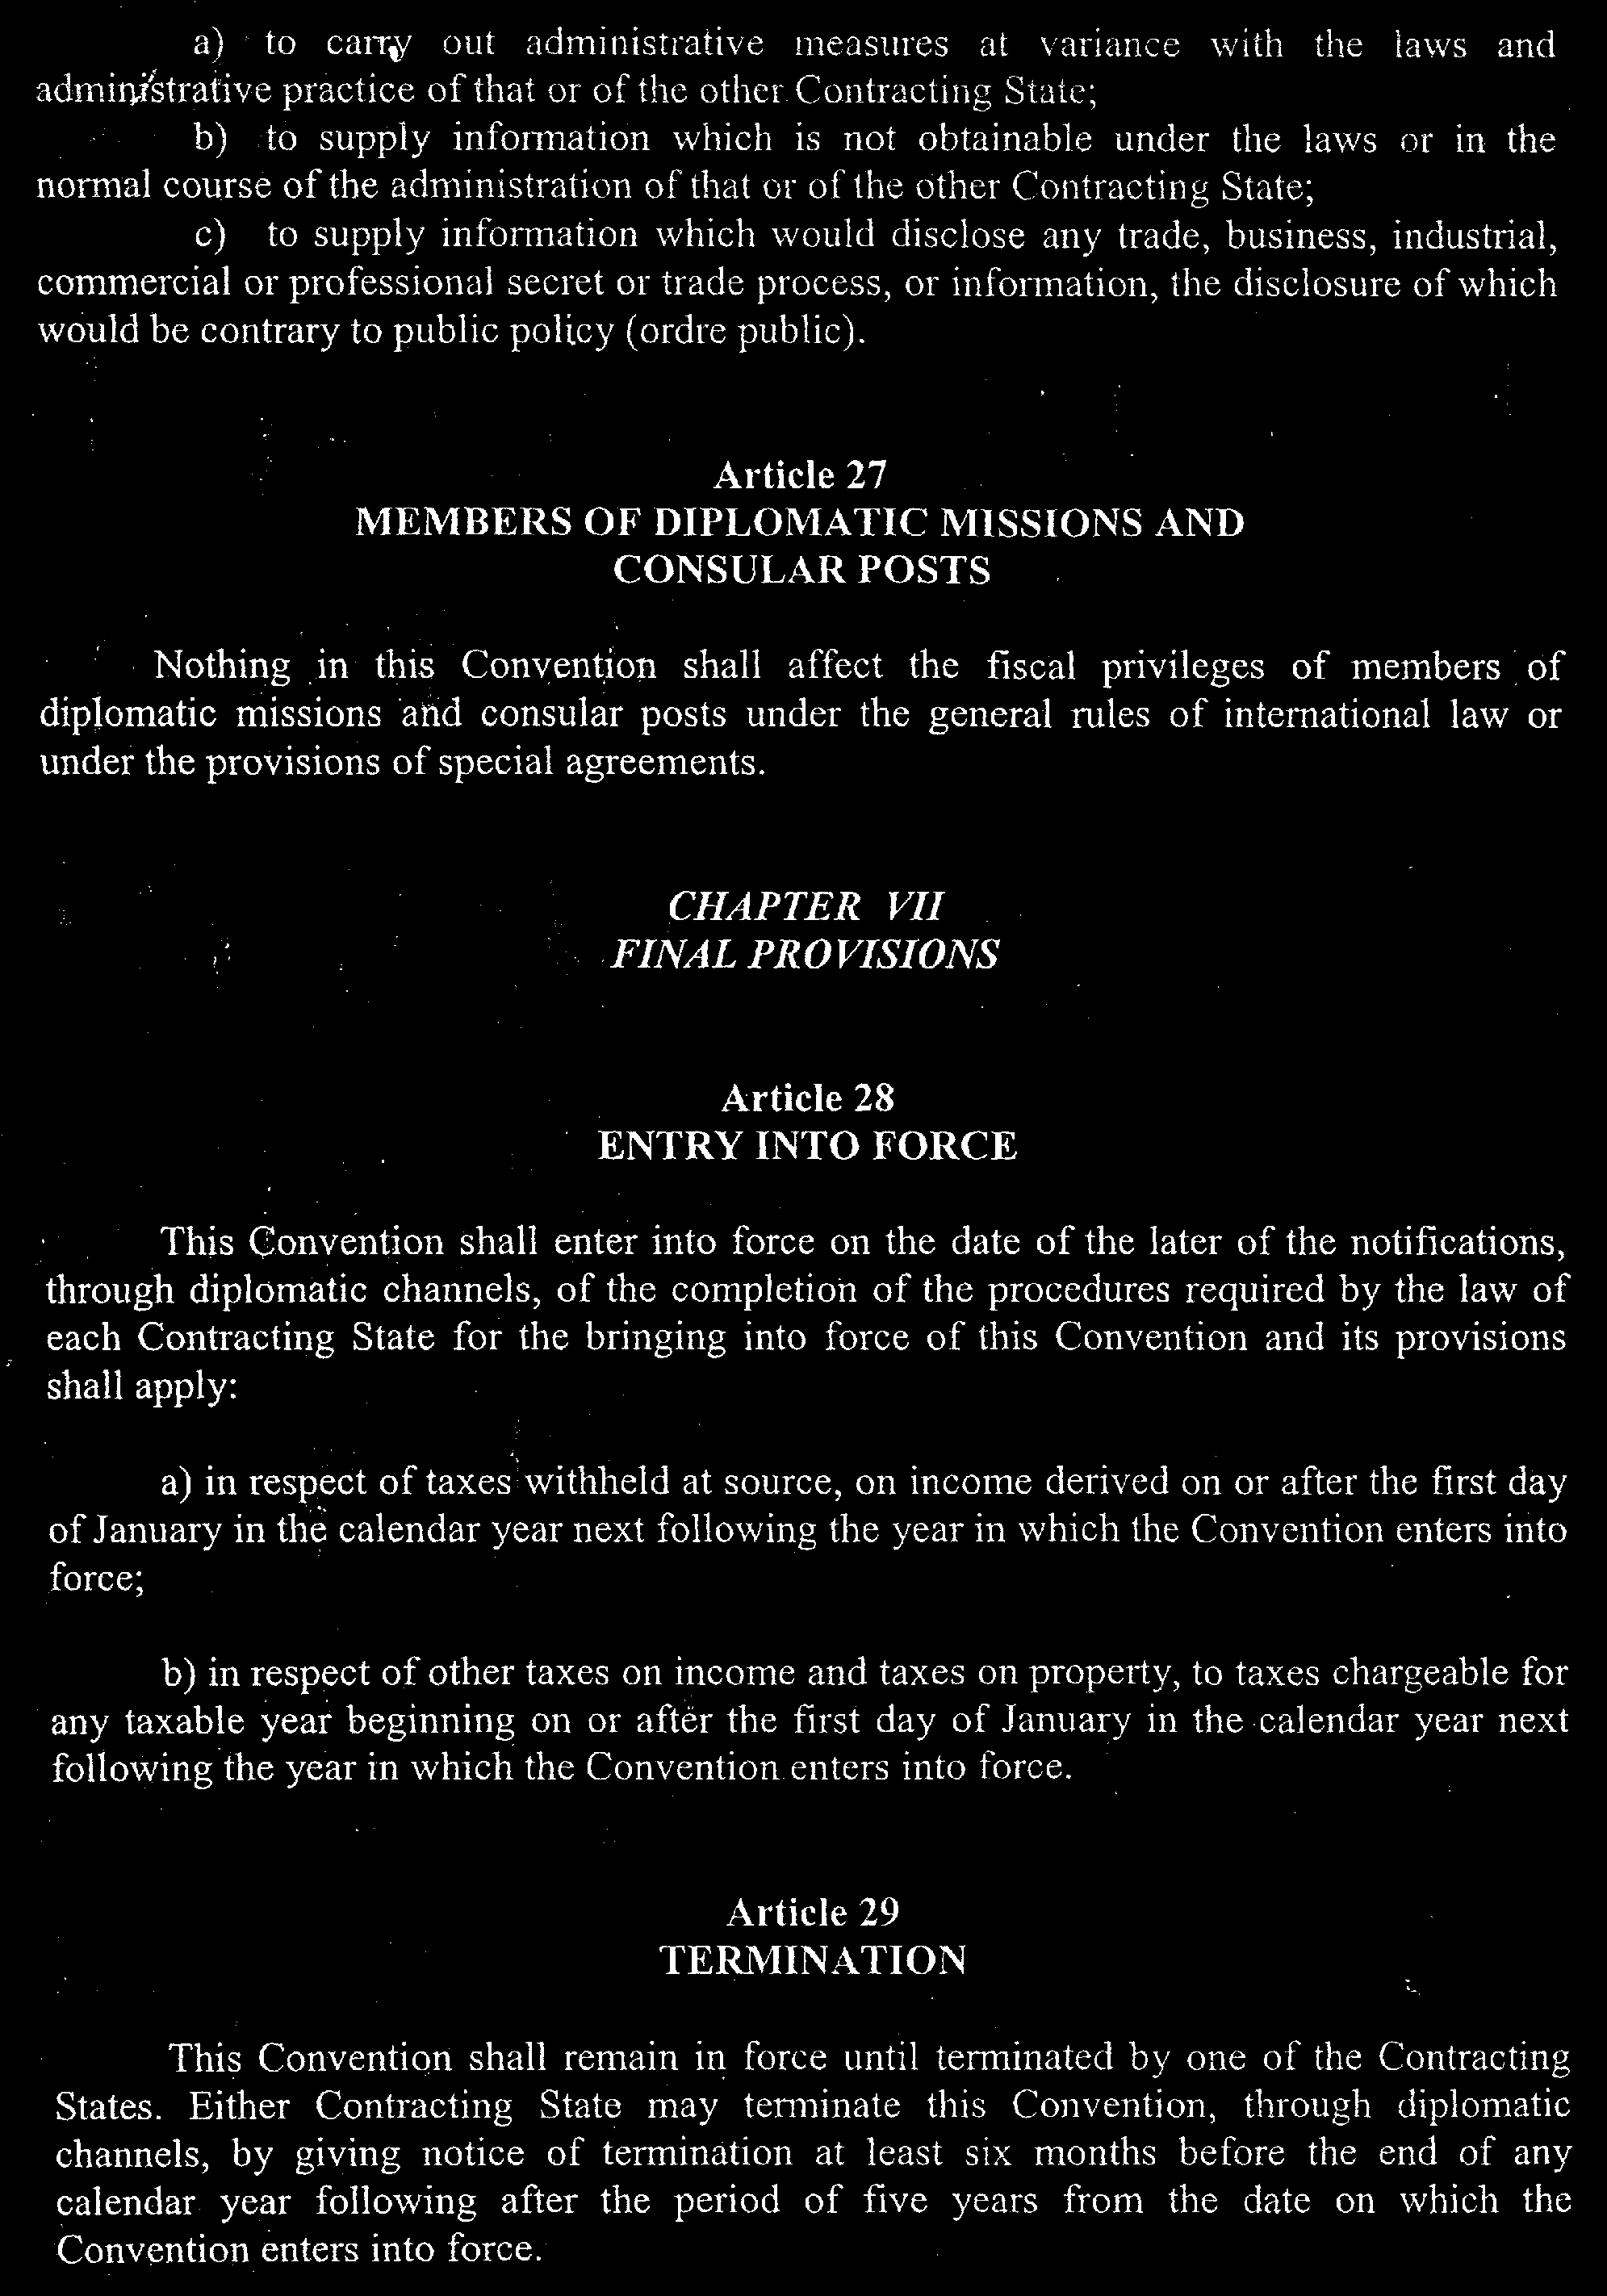 a) to carry out administrative measures at variance with the laws and
administrative practice of that or of the other Contracting State;
b) to supply information which is not obtainable under the laws or in the
normal course of the administration of that or of the other Contracting State;
c) to supply information which would disclose any trade, business, industrial,
commercial or professional secret or trade process, or information, the disclosure of which
would be contrary to public policy (ordre public).
Article 27
MEMBERS OF DIPLOMATIC MISSIONS AND
CONSULAR POSTS
Nothing in this Convention shall affect the fiscal privileges of members of
diplomatic missions and consular posts under the general rules of international law or
under the provisions of special agreements.
CHAPTER VII
FINAL PROVISIONS
Article 28
ENTRY INTO FORCE
This Convention shall enter into force on the date of the later of the notifications,
through diplomatic channels, of the completion of the procedures required by the law of
each Contracting State for the bringing into force of this Convention and its provisions
shall apply:
a) in respect of taxes withheld at source, on income derived on or after the first day
of January in the calendar year next following the year in which the Convention enters into
force;
b) in respect of other taxes on income and taxes on property, to taxes chargeable for
any taxable year beginning on or after the first day of January in the calendar year next
following the year in which the Convention enters into force.
Article 29
TERMINATION
This Convention shall remain in force until terminated by one of the Contracting
States. Either Contracting State may terminate this Convention, through diplomatic
channels, by giving notice of termination at least six months before the end of any
calendar year following after the period of five years from the date on which the
Convention enters into force.